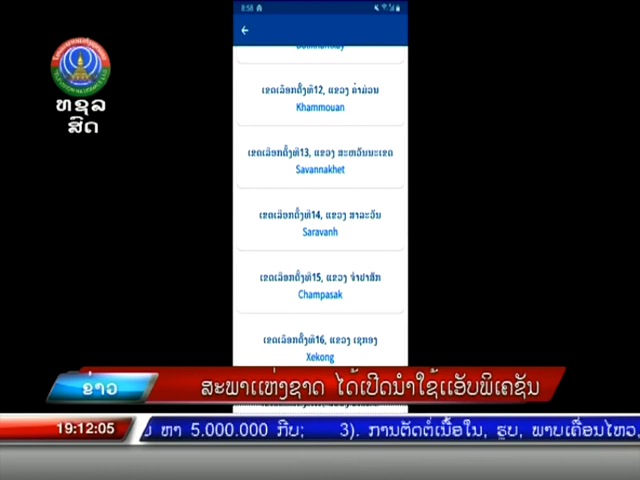 8:58
ທຊລ
ສົດ
ເຂດເລືອກຕັ້ງທີ12, ແຂວງ ຄໍາມ່ວນ
Khammouan
ເຂດເລືອກຕັ້ງທີ13, ແຂວງ ສະຫວັນນະເຂດ
Savannakhet
ເຂດເລືອກຕັ້ງທີ14, ແຂວງ ສາລະວັນ
Saravanh
ເຂດເລືອກຕັ້ງທີ15, ແຂວງ ຈໍາປາສັກ
Champasak
ເຂດເລືອກຕັ້ງທີ16, ແຂວງ ເຊກອງ
Xekong
ຂ່າວ
ສະພາແຫ່ງຊາດ ໄດ້ເປີດນຳໃຊ້ແອັບພິເຄຊັນ
19:12:05
ຫາ 5.000.000 ກີບ; 3). ການຕັດຕໍ່ເນື້ອໃນ, ຮູບ, ພາບເຄື່ອນໄຫວ,